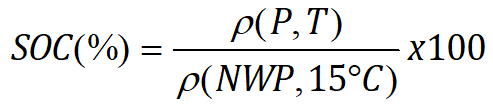 SOC(%) = ρ(P,T) / ρ(NWP,15°C) x100